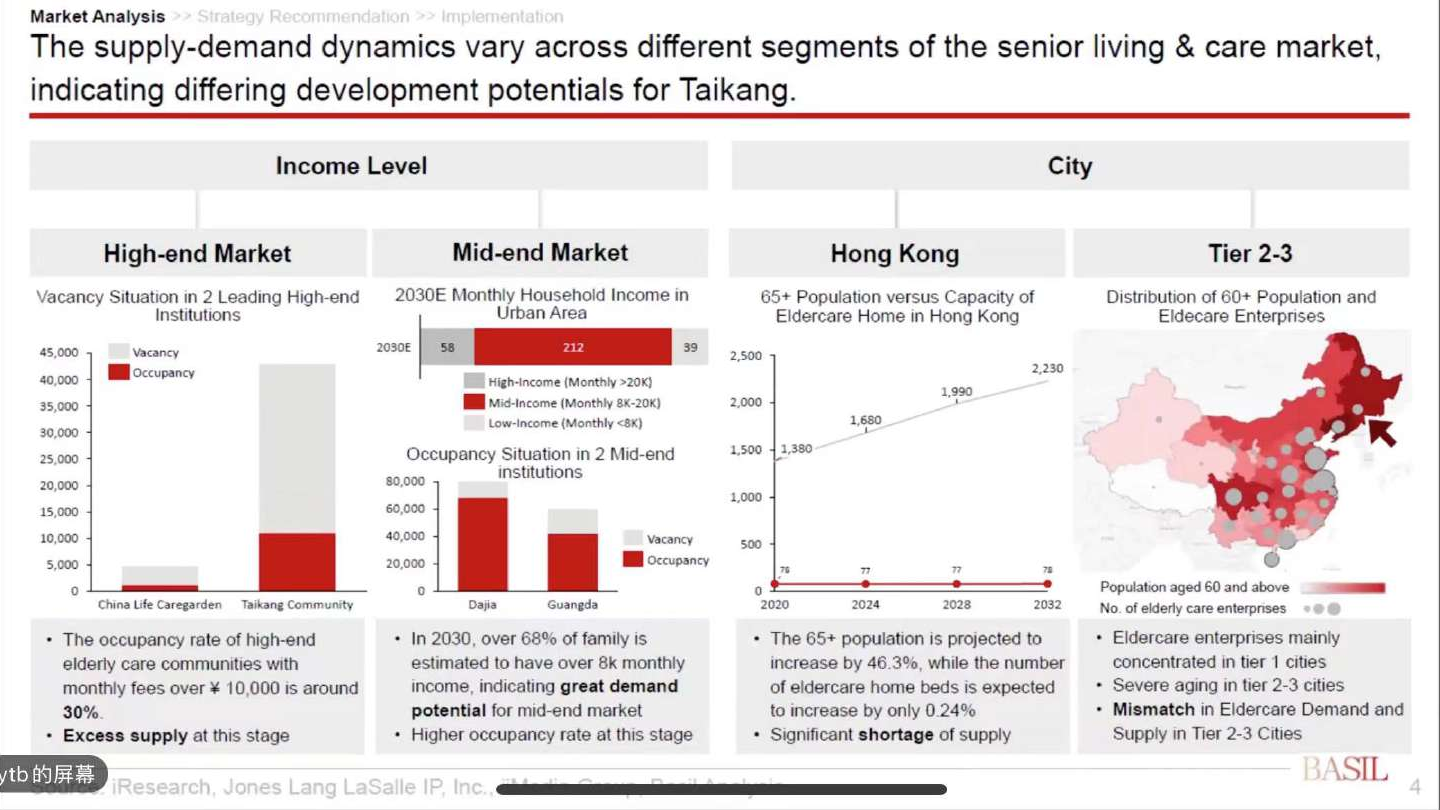 Market Analysis >> Strategy Recommendation >> Implementation
The supply-demand dynamics vary across different segments of the senior living & care market,
indicating differing development potentials for Taikang.
Income Level
City
High-end Market
Mid-end Market
Hong Kong
Tier 2-3
Vacancy Situation in 2 Leading High-end
Institutions
45,000
40,000
35,000
30,000
25,000
20,000
15,000
10,000
5,000
0
Vacancy
Occupancy
China Life Caregarden
Taikang Community
2030E Monthly Household Income in
Urban Area
2030E
58
212
39
High-Income (Monthly >20K)
Mid-Income (Monthly 8K-20K)
Low-Income (Monthly <8K)
Occupancy Situation in 2 Mid-end
institutions
80,000
60,000
40,000
20,000
0
Vacancy
Occupancy
Dajia
Guangda
65+ Population versus Capacity of
Eldercare Home in Hong Kong
2,500
2,000
1,500
1,000
500
0
1,380
1,680
1,990
2,230
76
77
77
78
2020
2024
2028
2032
Distribution of 60+ Population and
Eldecare Enterprises
Population aged 60 and above
No. of elderly care enterprises
• The occupancy rate of high-end
elderly care communities with
monthly fees over ¥ 10,000 is around
30%.
• Excess supply at this stage
• In 2030, over 68% of family is
estimated to have over 8k monthly
income, indicating great demand
potential for mid-end market
• Higher occupancy rate at this stage
• The 65+ population is projected to
increase by 46.3%, while the number
of eldercare home beds is expected
to increase by only 0.24%
• Significant shortage of supply
• Eldercare enterprises mainly
concentrated in tier 1 cities
• Severe aging in tier 2-3 cities
• Mismatch in Eldercare Demand and
Supply in Tier 2-3 Cities
ytb的屏幕
iResearch, Jones Lang LaSalle IP, Inc.,
BASIL
4